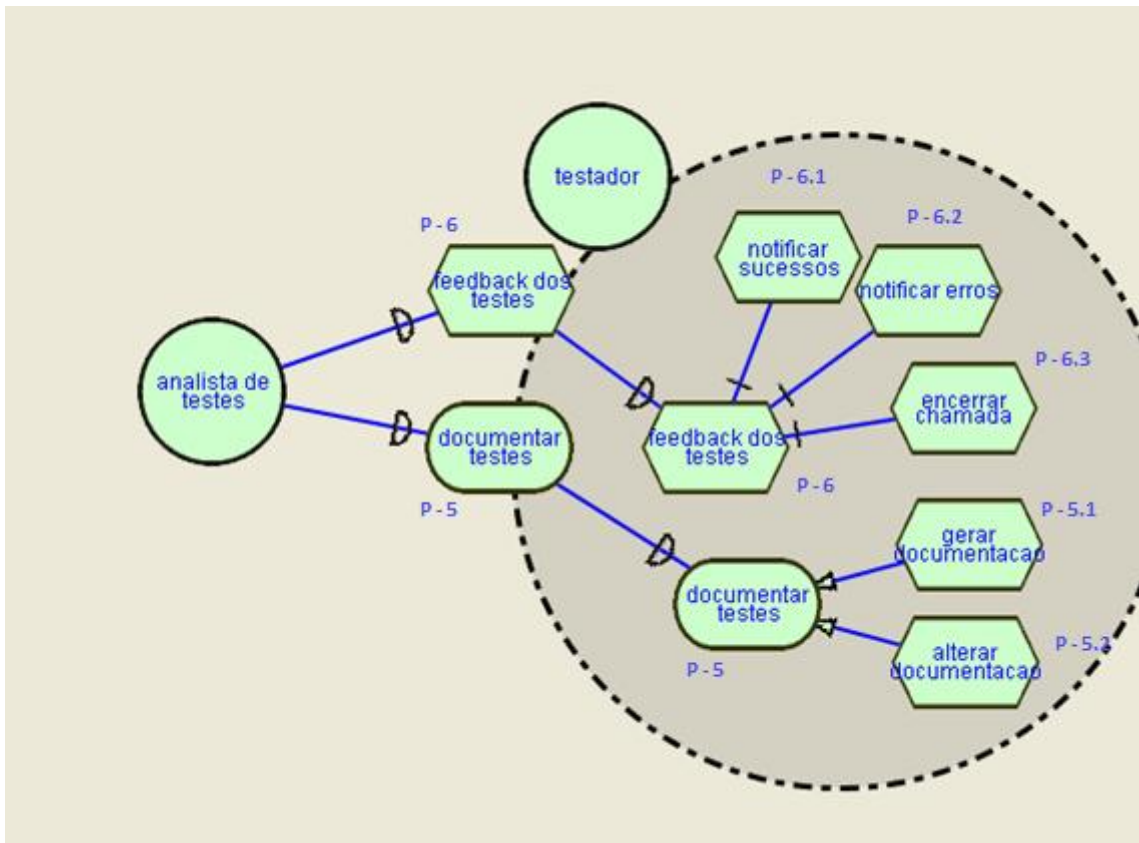 testador
P - 6.1
P - 6
P - 6.2
feedback dos
testes
notificar
sucessos
notificar erros
analista de
testes
P - 6.3
encerrar
chamada
documentar
testes
feedback dos
testes
P - 6
P - 5
P - 5.1
gerar
documentacao
documentar
testes
P - 5
P - 5.2
alterar
documentacao